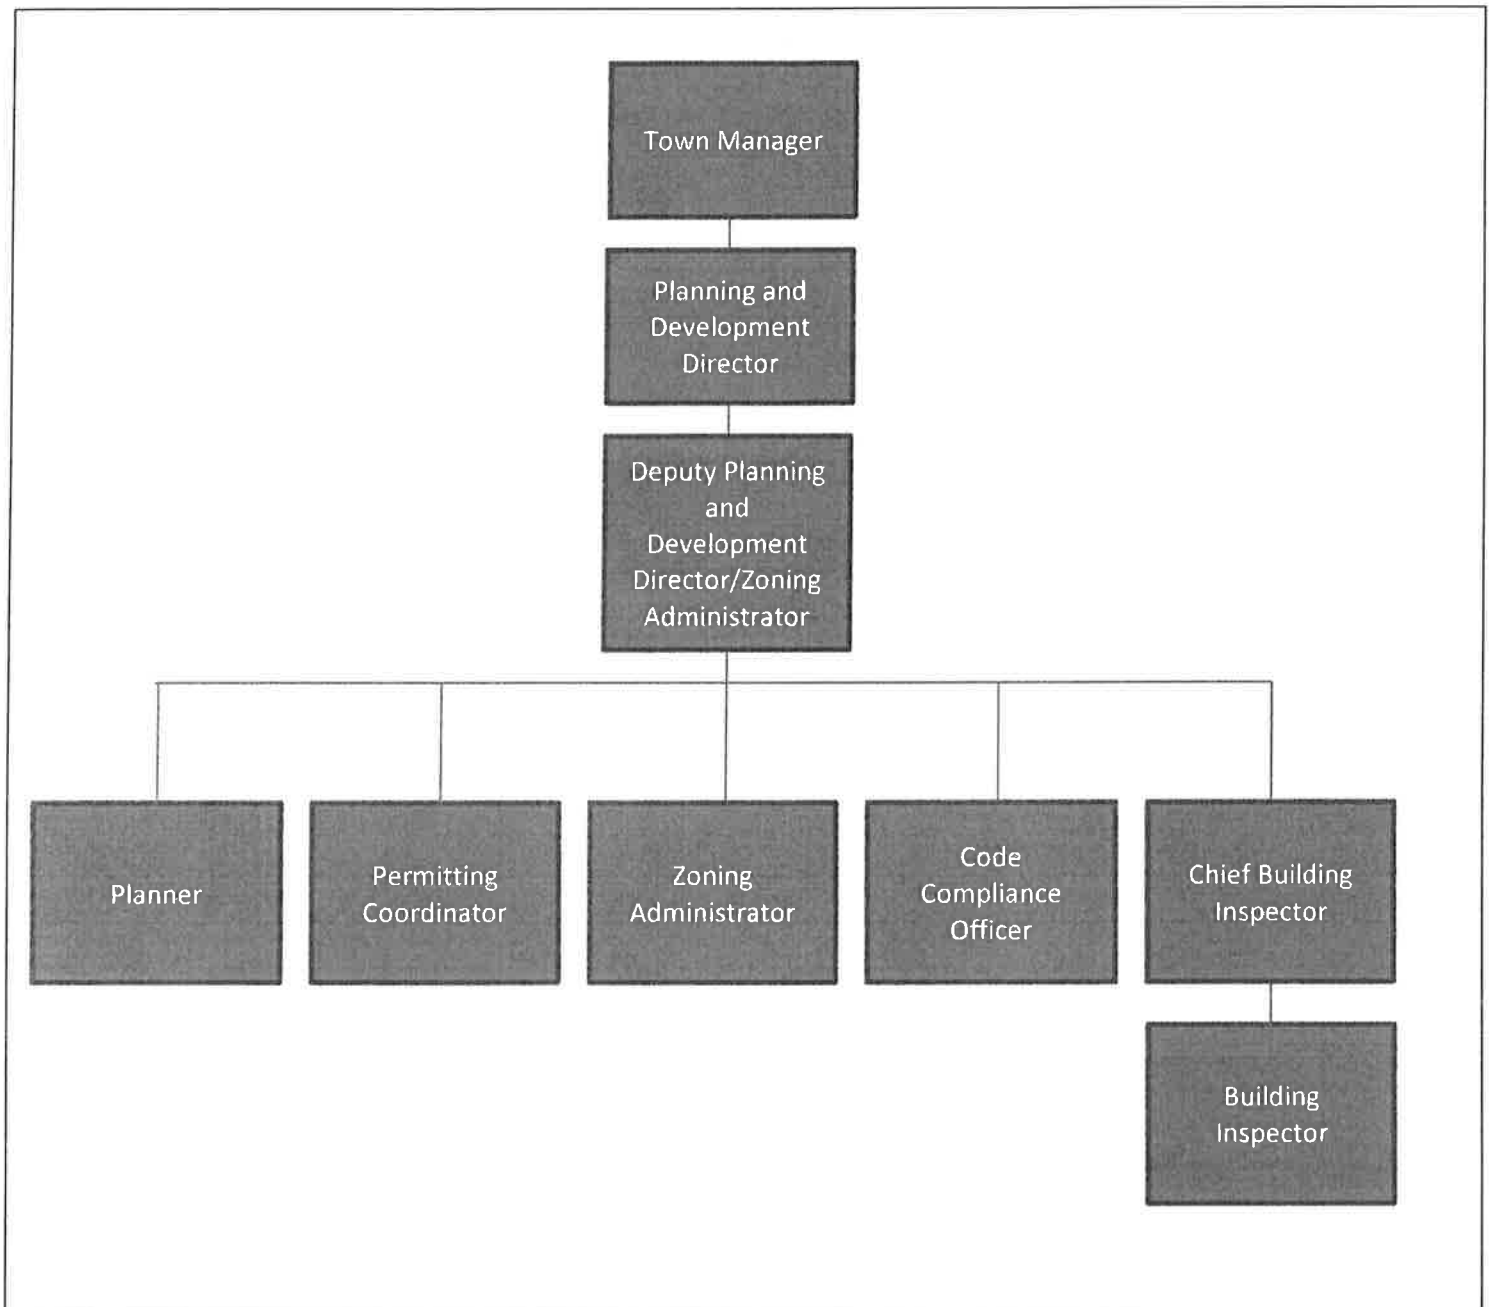 Town Manager
Planning and
Development
Director
Deputy Planning
and
Development
Director/Zoning
Administrator
Planner
Permitting
Coordinator
Zoning
Administrator
Code
Compliance
Officer
Chief Building
Inspector
Building
Inspector